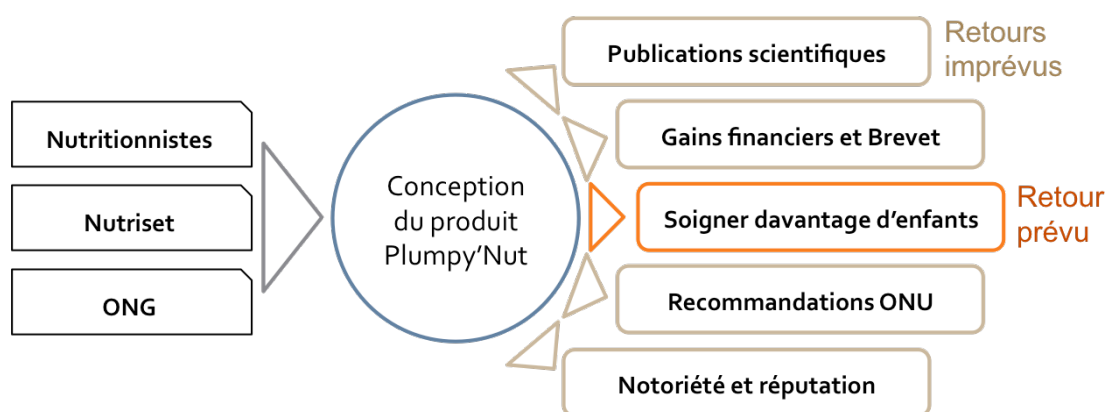 Nutritionnistes
Nutriset
ONG
Conception
du produit
Plumpy’Nut
Publications scientifiques
Gains financiers et Brevet
Soigner davantage d’enfants
Recommandations ONU
Notoriété et réputation
Retours
imprévus
Retour
prévu